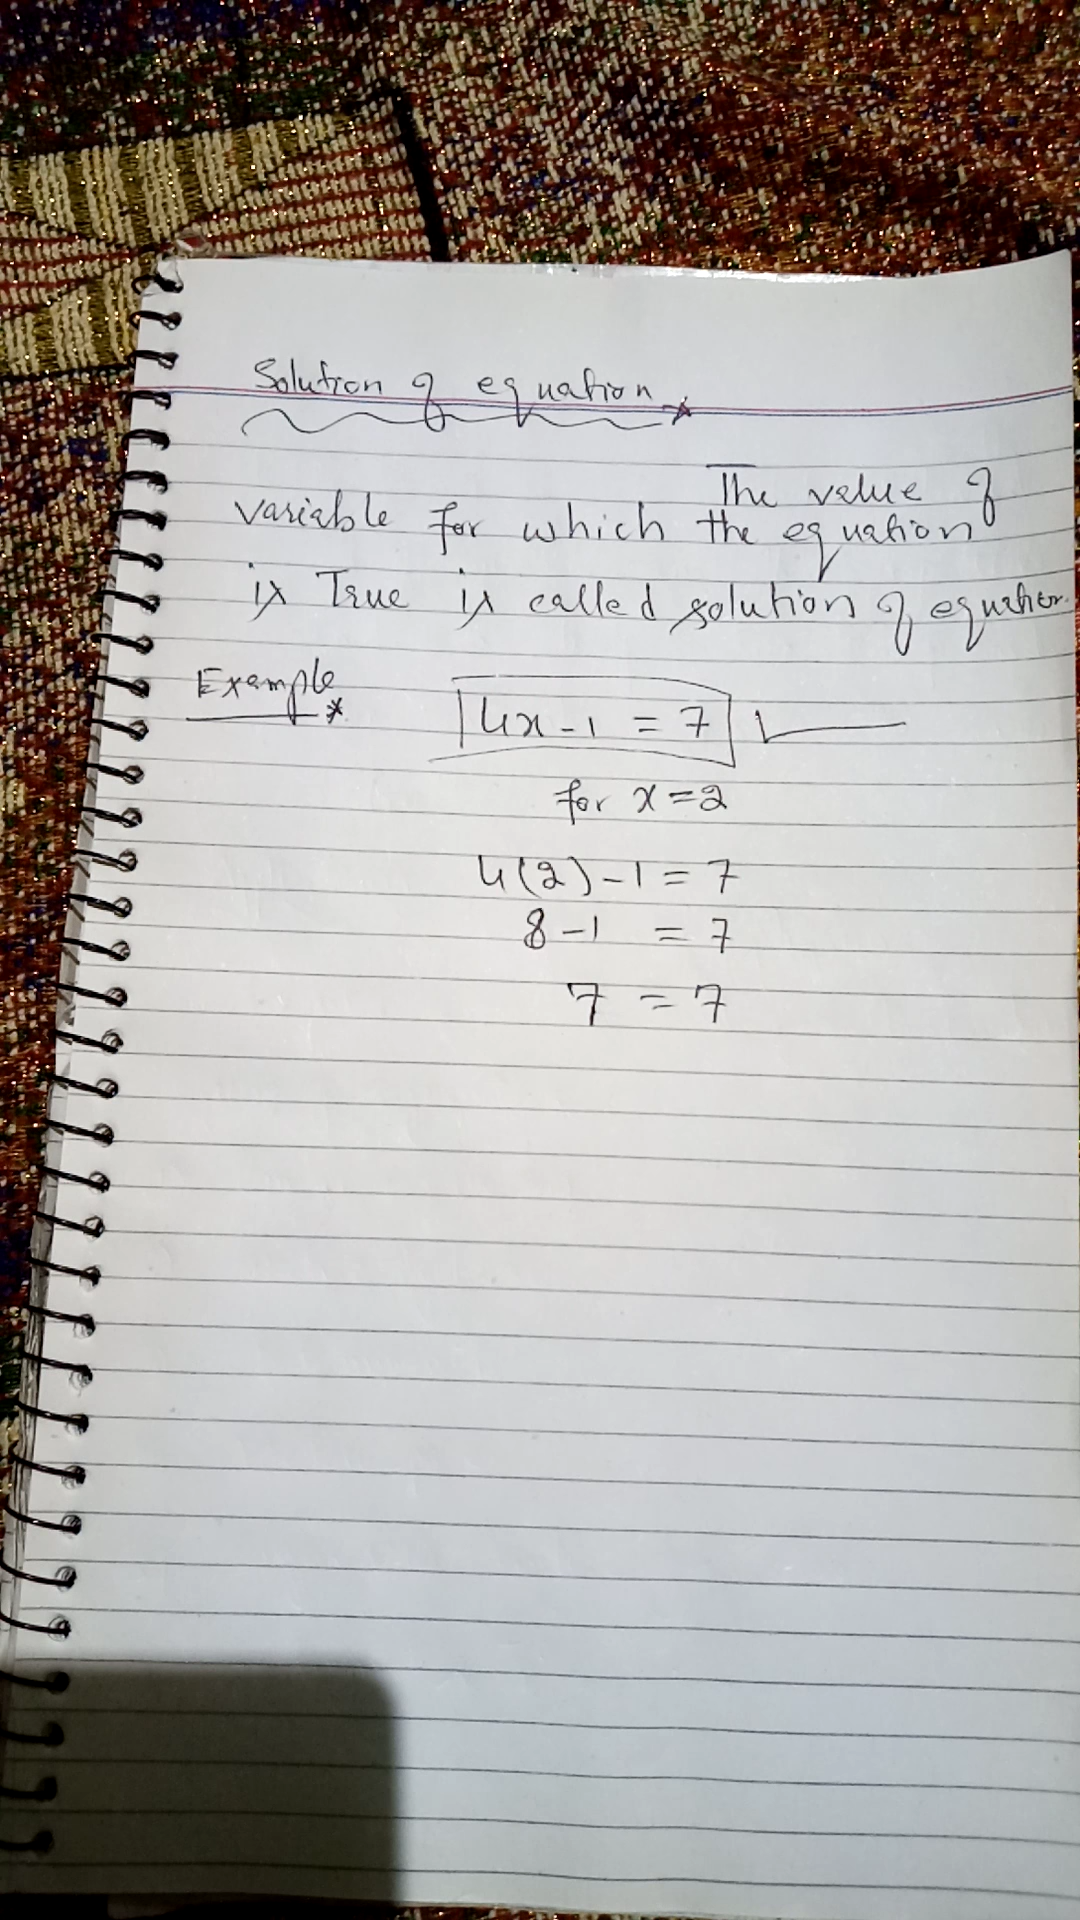 Solution of equation
The value of
variable for which the equation
is True is called solution of equation.
Example
4x - 1 = 7
for x = 2
4(2) - 1 = 7
8 - 1 = 7
7 = 7